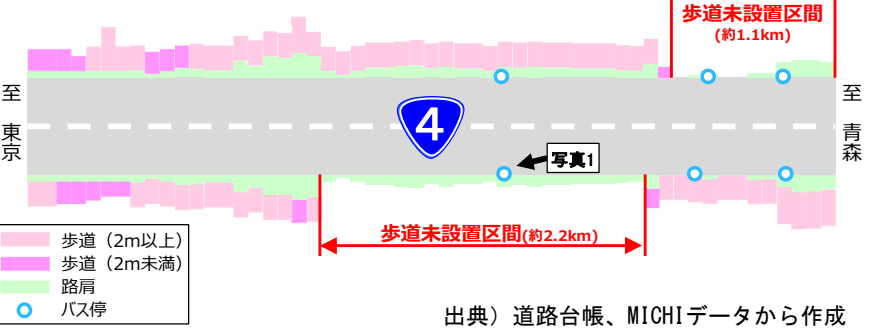 歩道未設置区間
(約1.1km)
至 東京
4
至 青森
写真1
歩道未設置区間(約2.2km)
歩道（2m以上）
歩道（2m未満）
路肩
バス停
出典）道路台帳、MICHIデータから作成